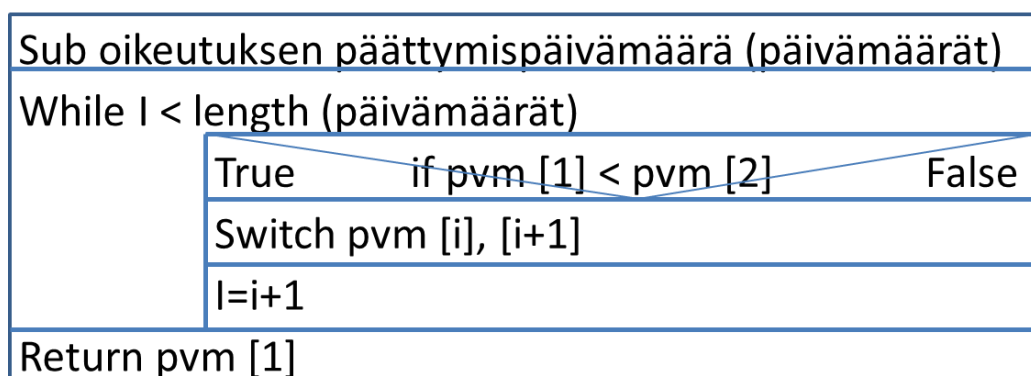 Sub oikeutuksen päättymispäivämäärä (päivämäärät)
While I < length (päivämäärät)
True if pvm [1] < pvm [2] False
Switch pvm [i], [i+1]
I=i+1
Return pvm [1]